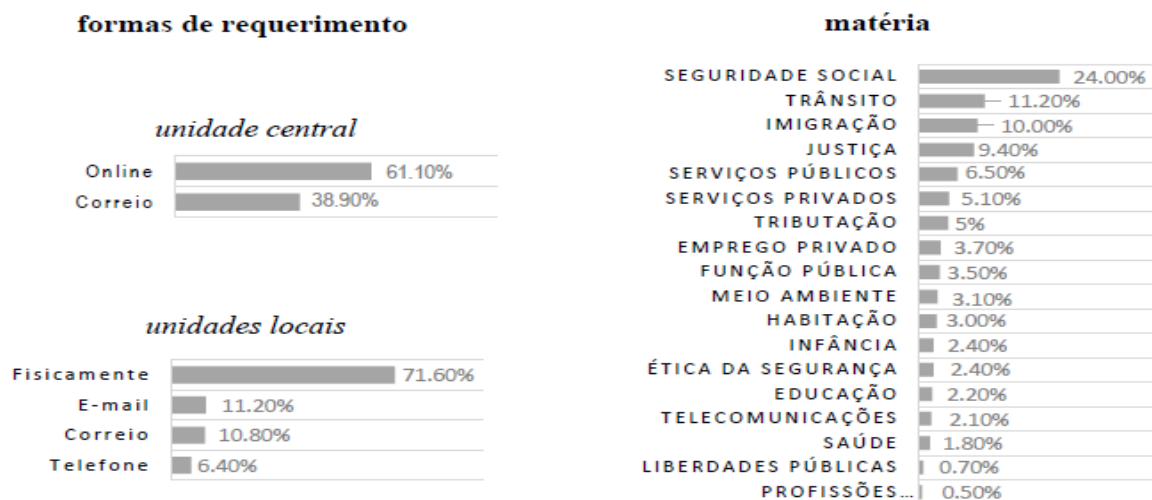 formas de requerimento
unidade central
Online 61.10%
Correio 38.90%
unidades locais
Fisicamente 71.60%
E-mail 11.20%
Correio 10.80%
Telefone 6.40%
matéria
SEGURIDADE SOCIAL 24.00%
TRÂNSITO 11.20%
IMIGRAÇÃO 10.00%
JUSTIÇA 9.40%
SERVIÇOS PÚBLICOS 6.50%
SERVIÇOS PRIVADOS 5.10%
TRIBUTAÇÃO 5%
EMPREGO PRIVADO 3.70%
FUNÇÃO PÚBLICA 3.50%
MEIO AMBIENTE 3.10%
HABITAÇÃO 3.00%
INFÂNCIA 2.40%
ÉTICA DA SEGURANÇA 2.40%
EDUCAÇÃO 2.20%
TELECOMUNICAÇÕES 2.10%
SAÚDE 1.80%
LIBERDADES PÚBLICAS 0.70%
PROFISSÕES... 0.50%